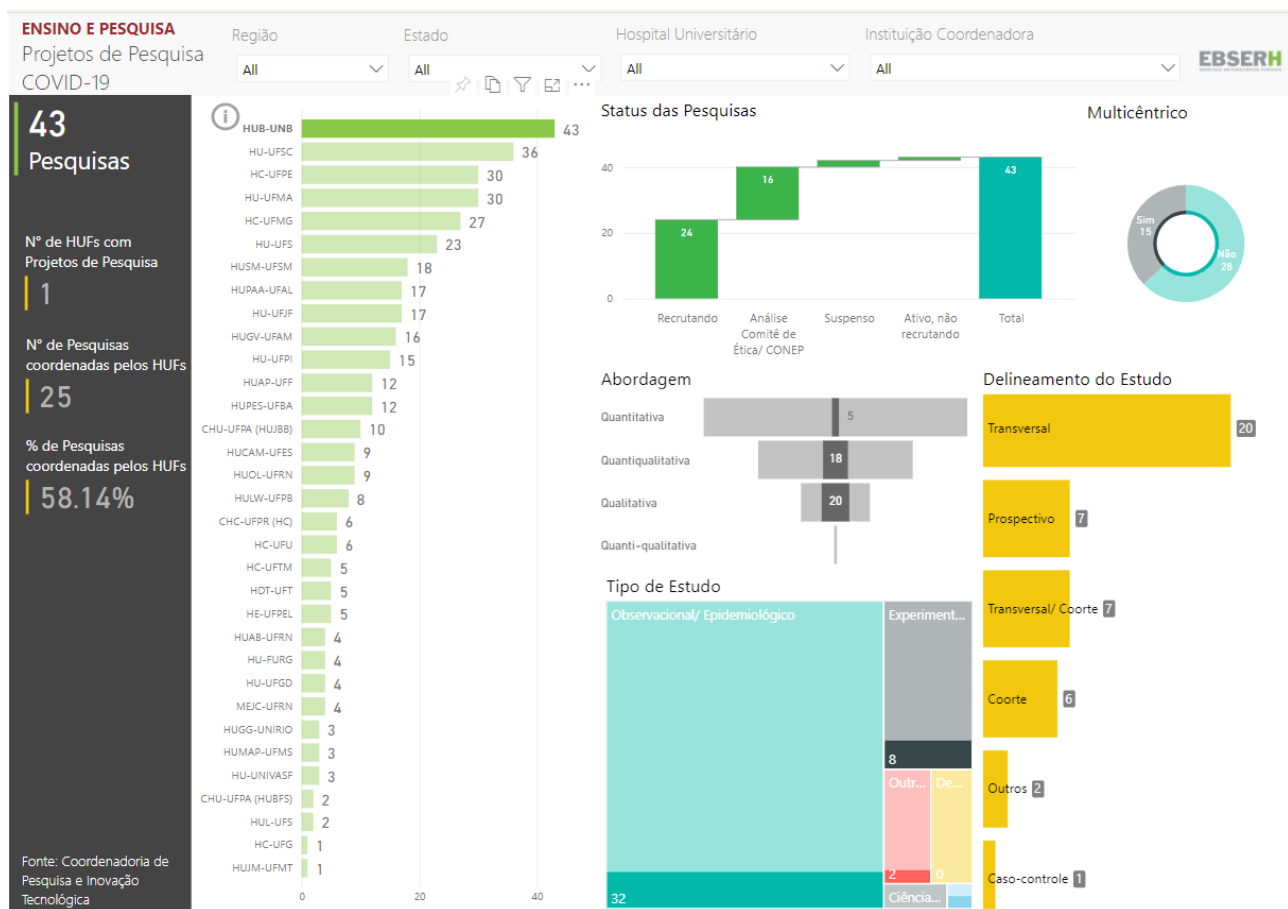 ENSINO E PESQUISA
Projetos de Pesquisa
COVID-19
Região
All
Estado
All
Hospital Universitário
All
Instituição Coordenadora
All
EBSERH
43
Pesquisas
N° de HUFs com
Projetos de Pesquisa
1
N° de Pesquisas
coordenadas pelos HUFs
25
% de Pesquisas
coordenadas pelos HUFs
58.14%
Fonte: Coordenadoria de
Pesquisa e Inovação
Tecnológica
HUB-UNB 43
HU-UFSC 36
HC-UFPE 30
HU-UFMA 30
HC-UFMG 27
HU-UFS 23
HUSM-UFSM 18
HUPAA-UFAL 17
HU-UFJF 17
HUGV-UFAM 16
HU-UFPI 15
HUAP-UFF 12
HUPES-UFBA 12
CHU-UFPA (HUJBB) 10
HUCAM-UFES 9
HUOL-UFRN 9
HULW-UFPB 8
CHC-UFPR (HC) 6
HC-UFU 6
HC-UFTM 5
HDT-UFT 5
HE-UFPEL 5
HUAB-UFRN 4
HU-FURG 4
HU-UFGD 4
MEJC-UFRN 4
HUGG-UNIRIO 3
HUMAP-UFMS 3
HU-UNIVASF 3
CHU-UFPA (HUBFS) 2
HUL-UFS 2
HC-UFG 1
HUJM-UFMT 1
0 20 40
Status das Pesquisas
40
20
0
24
16
43
Recrutando
Análise
Comitê de
Ética/ CONEP
Suspenso
Ativo, não
recrutando
Total
Multicêntrico
Sim
15
Não
28
Abordagem
Quantitativa 5
Quantiqualitativa 18
Qualitativa 20
Quanti-qualitativa
Delineamento do Estudo
Transversal 20
Prospectivo 7
Transversal/ Coorte 7
Coorte 6
Outros 2
Caso-controle 1
Tipo de Estudo
Observacional/ Epidemiológico
32
Experiment...
8
Outr...
2
De...
0
Ciência...